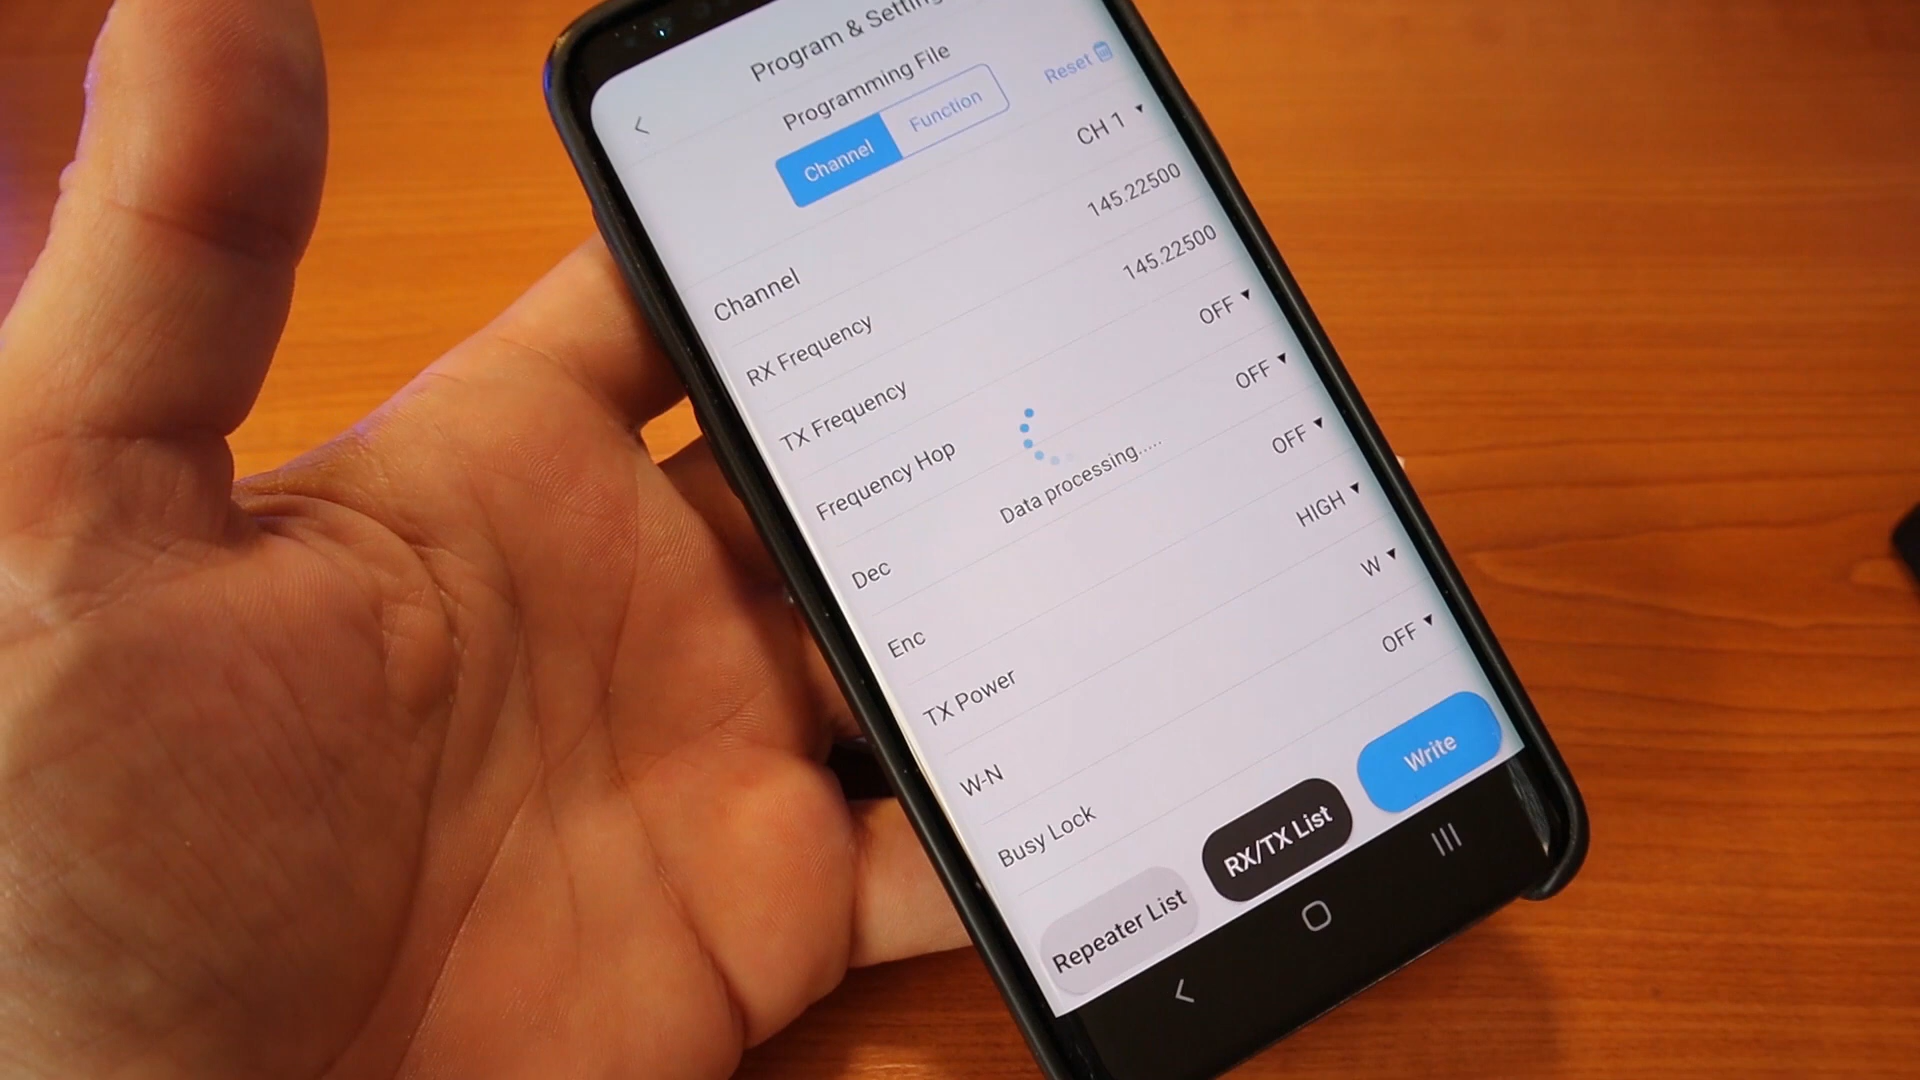 Program & Settin
Programming File
Channel Function
Reset
Channel CH 1
RX Frequency 145.22500
TX Frequency 145.22500
Frequency Hop OFF
Dec OFF
Enc OFF
TX Power HIGH
W-N W
Busy Lock OFF
Data processing.....
Repeater List RX/TX List Write